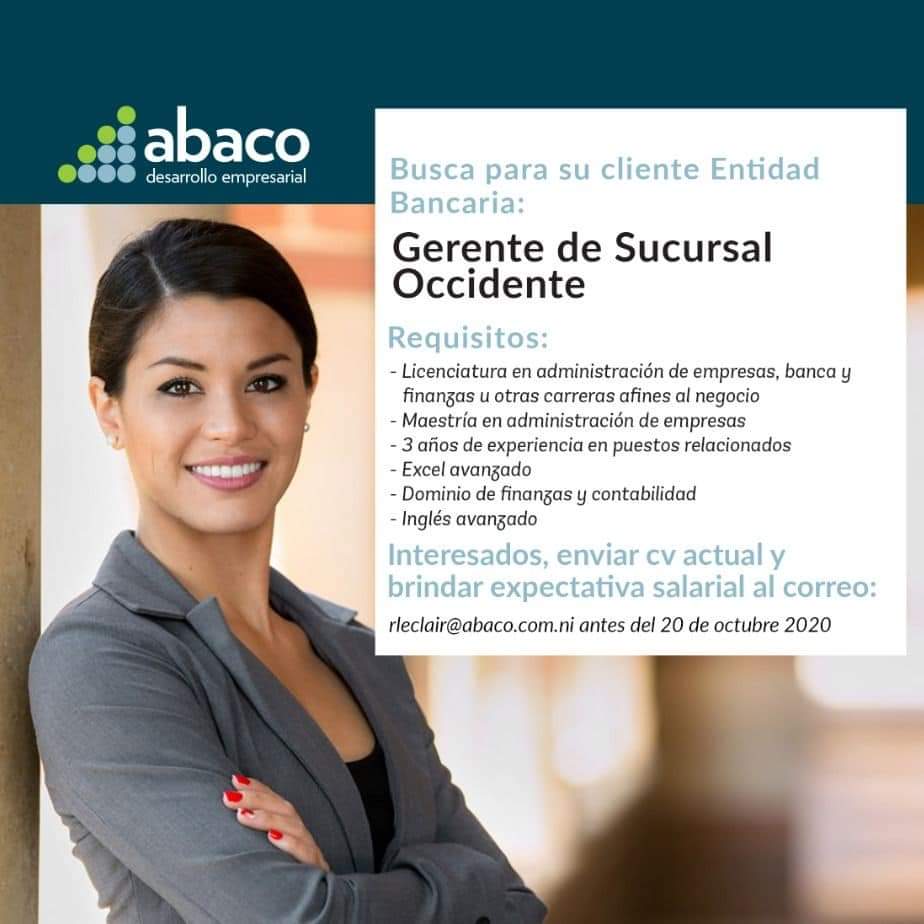 abaco
desarrollo empresarial
Busca para su cliente Entidad
Bancaria:
Gerente de Sucursal
Occidente
Requisitos:
- Licenciatura en administración de empresas, banca y
finanzas u otras carreras afines al negocio
- Maestría en administración de empresas
- 3 años de experiencia en puestos relacionados
- Excel avanzado
- Dominio de finanzas y contabilidad
- Inglés avanzado
Interesados, enviar cv actual y
brindar expectativa salarial al correo:
rleclair@abaco.com.ni antes del 20 de octubre 2020